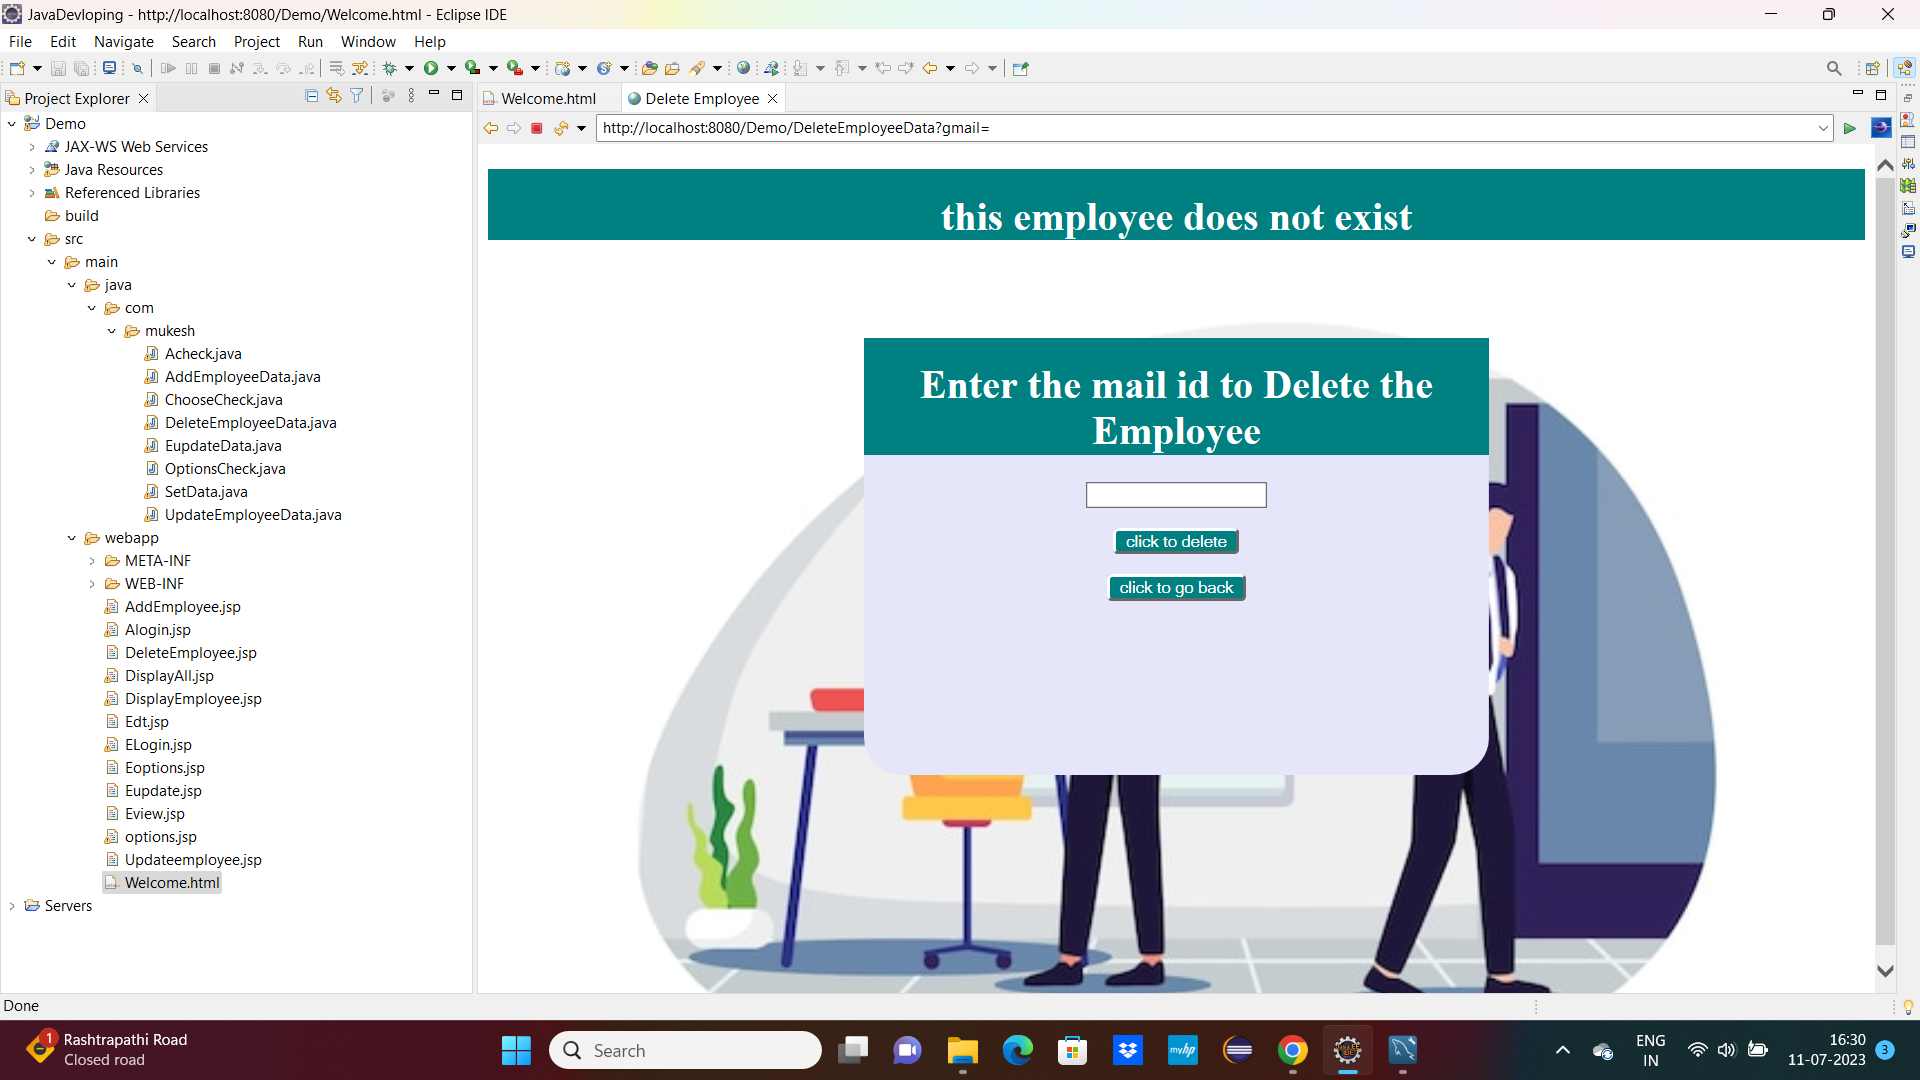 JavaDevloping - http://localhost:8080/Demo/Welcome.html - Eclipse IDE
File Edit Navigate Search Project Run Window Help
Project Explorer
Demo
JAX-WS Web Services
Java Resources
Referenced Libraries
build
src
main
java
com
mukesh
Acheck.java
AddEmployeeData.java
ChooseCheck.java
DeleteEmployeeData.java
EupdateData.java
OptionsCheck.java
SetData.java
UpdateEmployeeData.java
webapp
META-INF
WEB-INF
AddEmployee.jsp
Alogin.jsp
DeleteEmployee.jsp
DisplayAll.jsp
DisplayEmployee.jsp
Edt.jsp
ELogin.jsp
Eoptions.jsp
Eupdate.jsp
Eview.jsp
options.jsp
Updateemployee.jsp
Welcome.html
Servers
Welcome.html Delete Employee
http://localhost:8080/Demo/DeleteEmployeeData?gmail=
this employee does not exist
Enter the mail id to Delete the
Employee
click to delete
click to go back
Done
1
Rashtrapathi Road
Closed road
Search
myhp
ENG
IN
16:30
11-07-2023
3